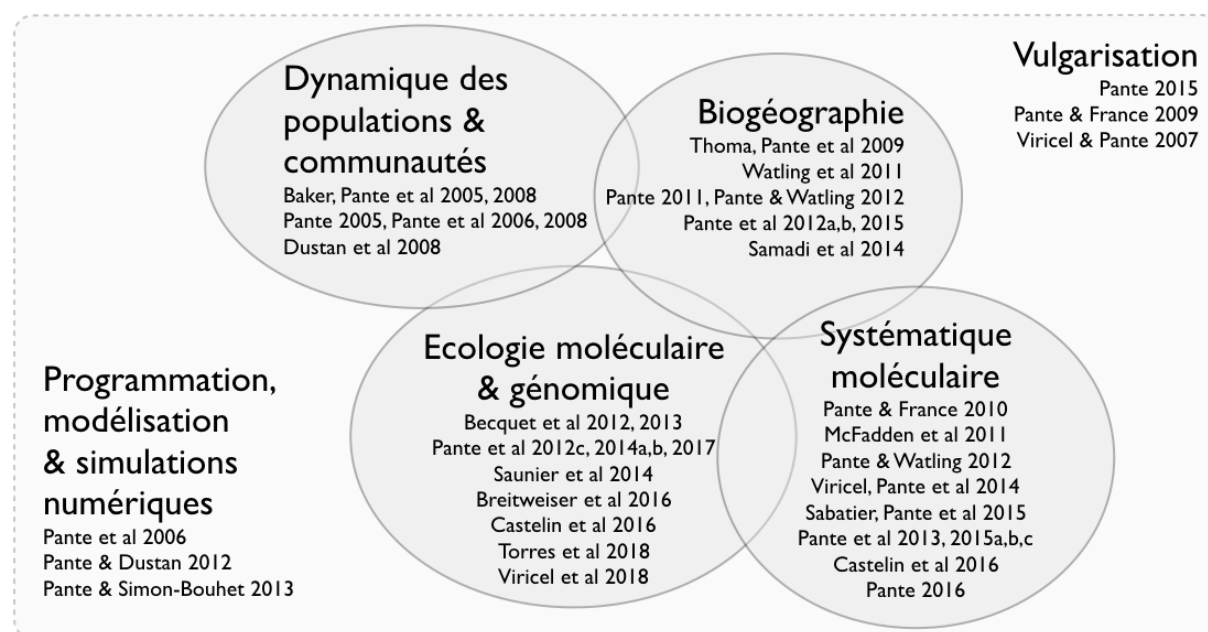 Dynamique des
populations &
communautés
Baker, Pante et al 2005, 2008
Pante 2005, Pante et al 2006, 2008
Dustan et al 2008
Biogéographie
Thoma, Pante et al 2009
Watling et al 2011
Pante 2011, Pante & Watling 2012
Pante et al 2012a,b, 2015
Samadi et al 2014
Vulgarisation
Pante 2015
Pante & France 2009
Viricel & Pante 2007
Programmation,
modélisation
& simulations
numériques
Pante et al 2006
Pante & Dustan 2012
Pante & Simon-Bouhet 2013
Ecologie moléculaire
& génomique
Becquet et al 2012, 2013
Pante et al 2012c, 2014a,b, 2017
Saunier et al 2014
Breitweiser et al 2016
Castelin et al 2016
Torres et al 2018
Viricel et al 2018
Systématique
moléculaire
Pante & France 2010
McFadden et al 2011
Pante & Watling 2012
Viricel, Pante et al 2014
Sabatier, Pante et al 2015
Pante et al 2013, 2015a,b,c
Castelin et al 2016
Pante 2016